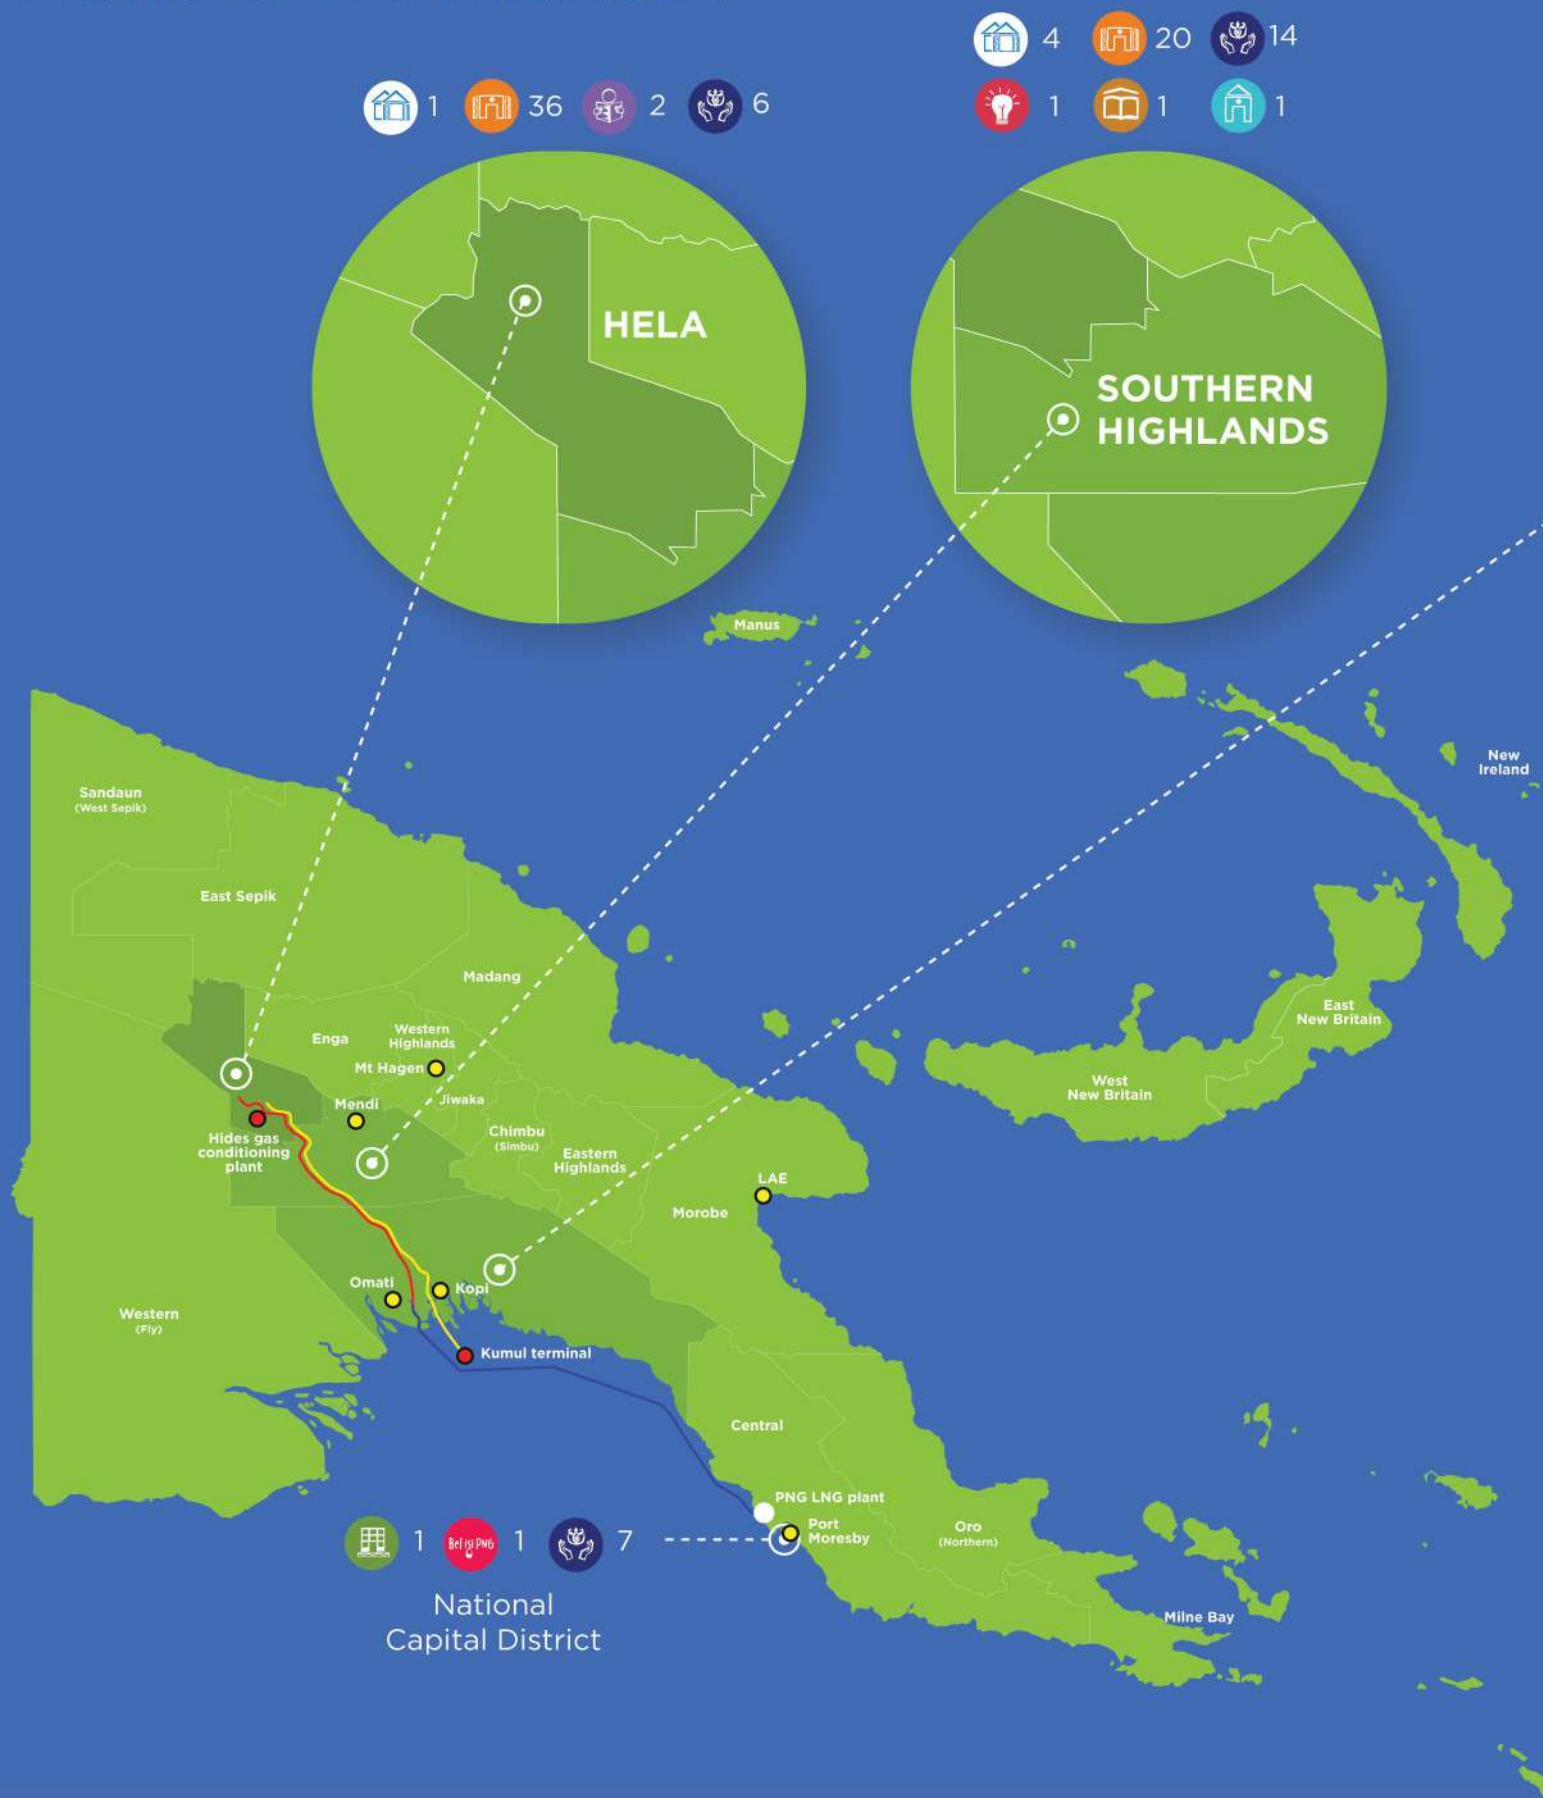 4 20 14
1 36 2 6
1 1 1
HELA
SOUTHERN
HIGHLANDS
Manus
New
Ireland
Sandaun
(West Sepik)
East Sepik
Madang
East
New Britain
Enga
Western
Highlands
Mt Hagen
West
New Britain
Mendi
Jiwaka
Chimbu
(Simbu)
Hides gas
conditioning
plant
Eastern
Highlands
LAE
Morobe
Omati
Kopi
Western
(Fly)
Kumul terminal
Central
PNG LNG plant
Port
Moresby
Oro
(Northern)
1 Bel isi PNG 1 7
National
Capital District
Milne Bay